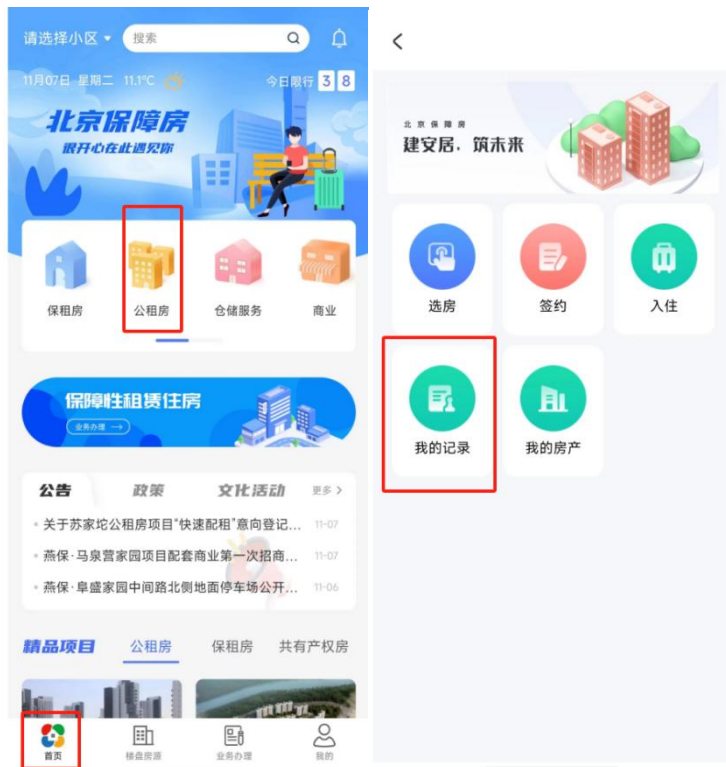 请选择小区
搜索
11月07日 星期二 11.1℃
今日限行 3 8
北京保障房
很开心在此遇见你
保租房
公租房
仓储服务
商业
保障性租赁住房
业务办理 →
公告
政策
文化活动
更多 >
关于苏家坨公租房项目“快速配租”意向登记... 11-07
燕保·马泉营家园项目配套商业第一次招商... 11-07
燕保·阜盛家园中间路北侧地面停车场公开... 11-06
精品项目
公租房
保租房
共有产权房
首页
楼盘房源
业务办理
我的
北京保障房
建安居．筑未来
选房
签约
入住
我的记录
我的房产